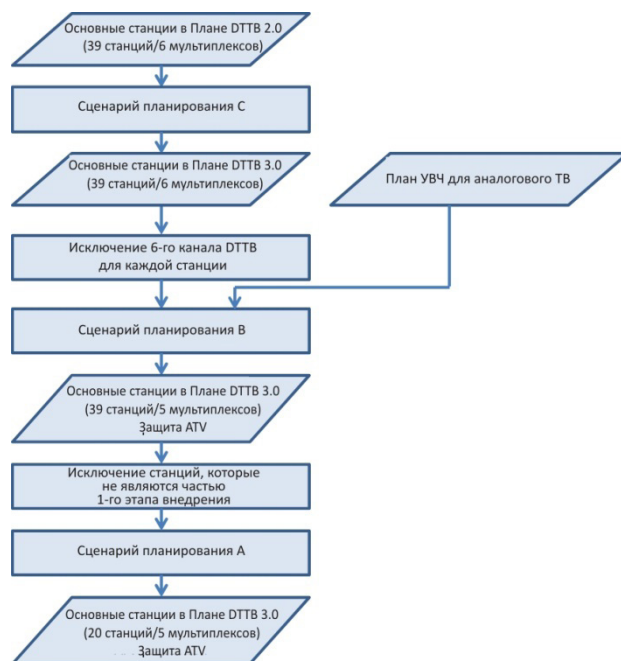 Основные станции в Плане DTTB 2.0
(39 станций/6 мультиплексов)
Сценарий планирования C
Основные станции в Плане DTTB 3.0
(39 станций/6 мультиплексов)
План УВЧ для аналогового ТВ
Исключение 6-го канала DTTB
для каждой станции
Сценарий планирования B
Основные станции в Плане DTTB 3.0
(39 станций/5 мультиплексов)
Защита ATV
Исключение станций, которые
не являются частью
1-го этапа внедрения
Сценарий планирования A
Основные станции в Плане DTTB 3.0
(20 станций/5 мультиплексов)
Защита ATV